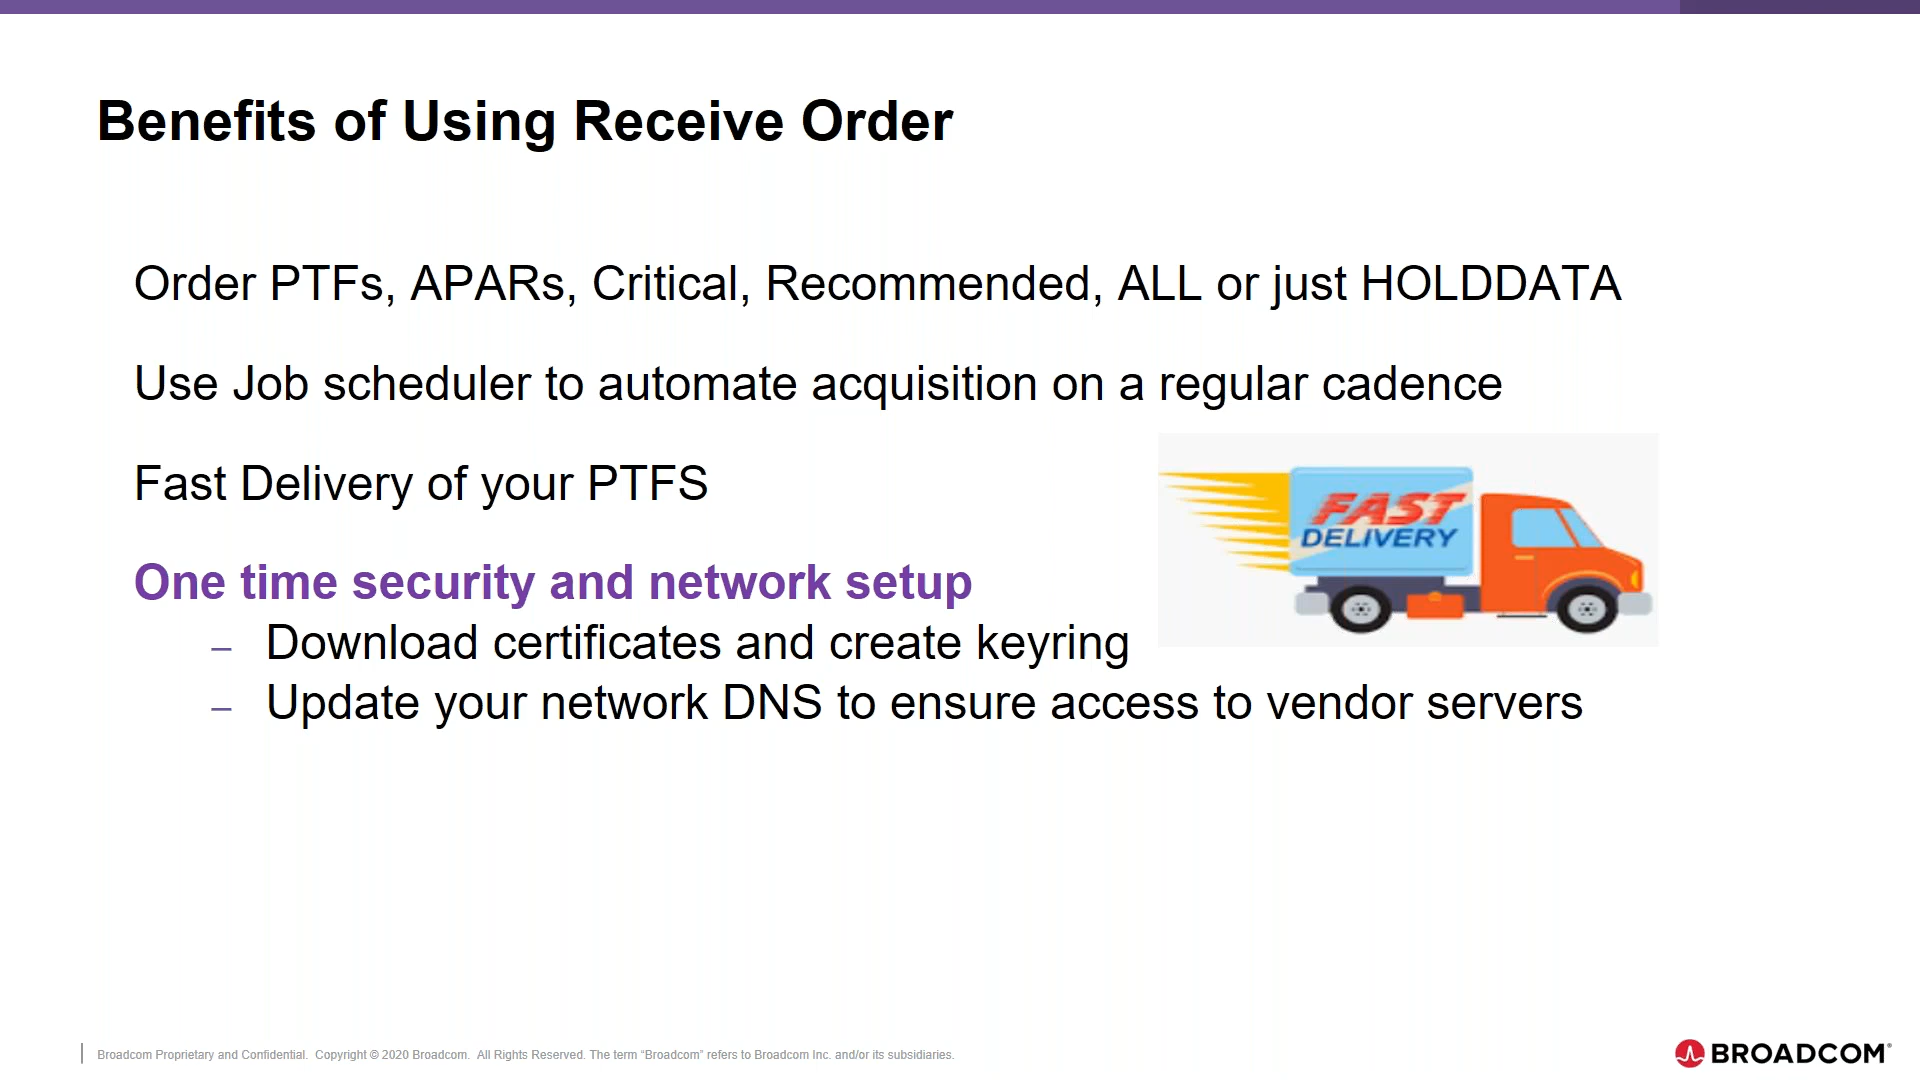 Benefits of Using Receive Order
Order PTFs, APARs, Critical, Recommended, ALL or just HOLDDATA
Use Job scheduler to automate acquisition on a regular cadence
Fast Delivery of your PTFS
FAST
DELIVERY
One time security and network setup
– Download certificates and create keyring
– Update your network DNS to ensure access to vendor servers
Broadcom Proprietary and Confidential. Copyright © 2020 Broadcom. All Rights Reserved. The term “Broadcom” refers to Broadcom Inc. and/or its subsidiaries.
BROADCOM®